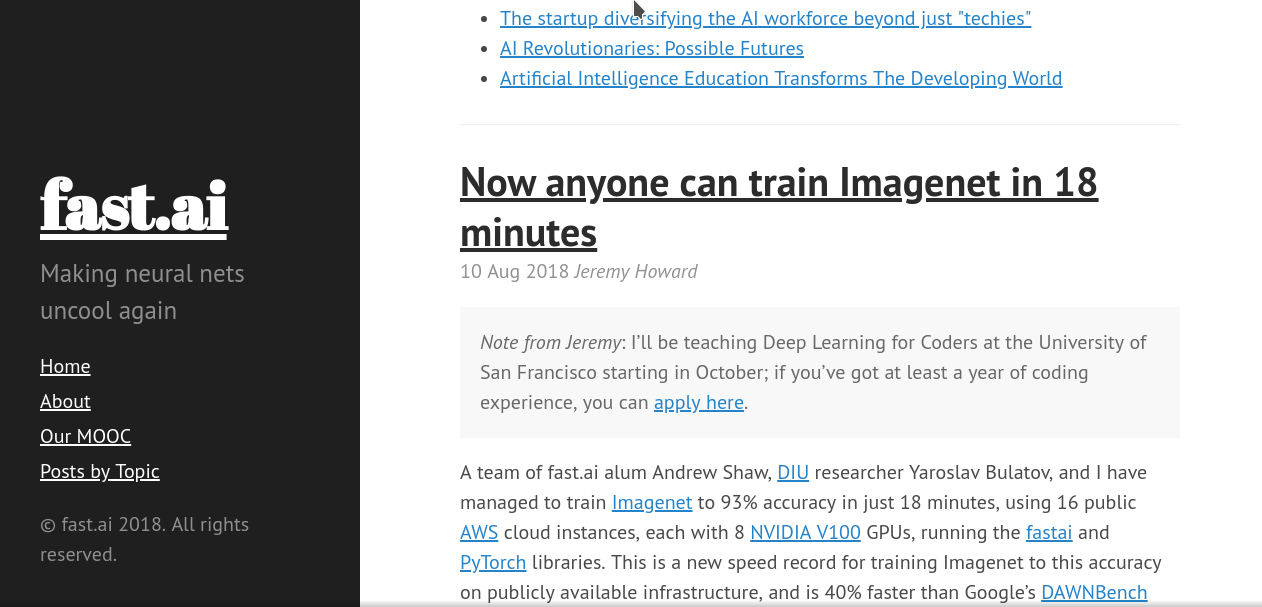 The startup diversifying the AI workforce beyond just "techies"
AI Revolutionaries: Possible Futures
Artificial Intelligence Education Transforms The Developing World
fast.ai
Making neural nets
uncool again
Home
About
Our MOOC
Posts by Topic
© fast.ai 2018. All rights
reserved.
Now anyone can train Imagenet in 18
minutes
10 Aug 2018 Jeremy Howard
Note from Jeremy: I’ll be teaching Deep Learning for Coders at the University of
San Francisco starting in October; if you’ve got at least a year of coding
experience, you can apply here.
A team of fast.ai alum Andrew Shaw, DIU researcher Yaroslav Bulatov, and I have
managed to train Imagenet to 93% accuracy in just 18 minutes, using 16 public
AWS cloud instances, each with 8 NVIDIA V100 GPUs, running the fastai and
PyTorch libraries. This is a new speed record for training Imagenet to this accuracy
on publicly available infrastructure, and is 40% faster than Google’s DAWNBench